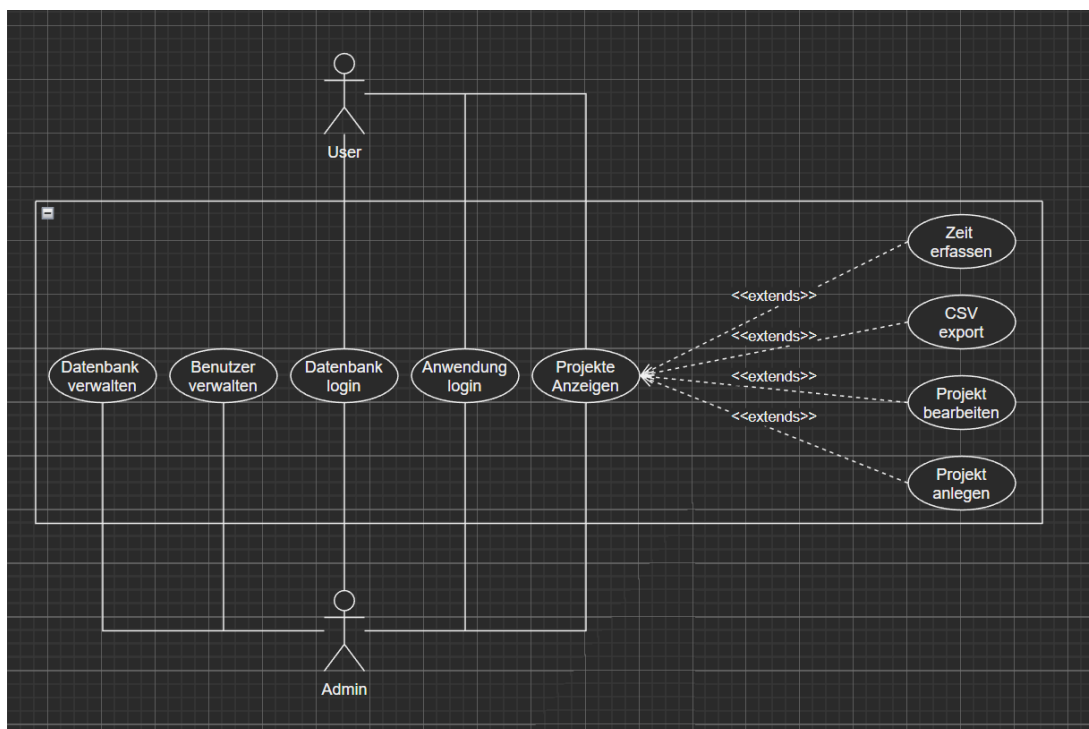 User
Zeit
erfassen
<<extends>>
CSV
export
<<extends>>
Datenbank
verwalten
Benutzer
verwalten
Datenbank
login
Anwendung
login
Projekte
Anzeigen
<<extends>>
Projekt
bearbeiten
<<extends>>
Projekt
anlegen
Admin